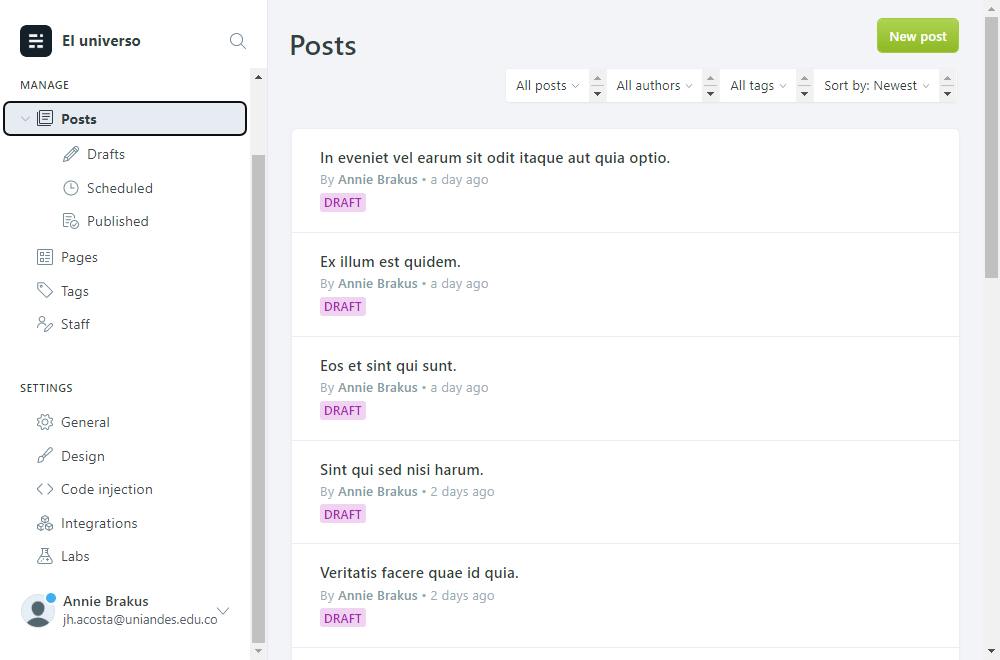 El universo
MANAGE
Posts
Drafts
Scheduled
Published
Pages
Tags
Staff
SETTINGS
General
Design
Code injection
Integrations
Labs
Annie Brakus
jh.acosta@uniandes.edu.co
Posts
New post
All posts
All authors
All tags
Sort by: Newest
In eveniet vel earum sit odit itaque aut quia optio.
By Annie Brakus • a day ago
DRAFT
Ex illum est quidem.
By Annie Brakus • a day ago
DRAFT
Eos et sint qui sunt.
By Annie Brakus • a day ago
DRAFT
Sint qui sed nisi harum.
By Annie Brakus • 2 days ago
DRAFT
Veritatis facere quae id quia.
By Annie Brakus • 2 days ago
DRAFT